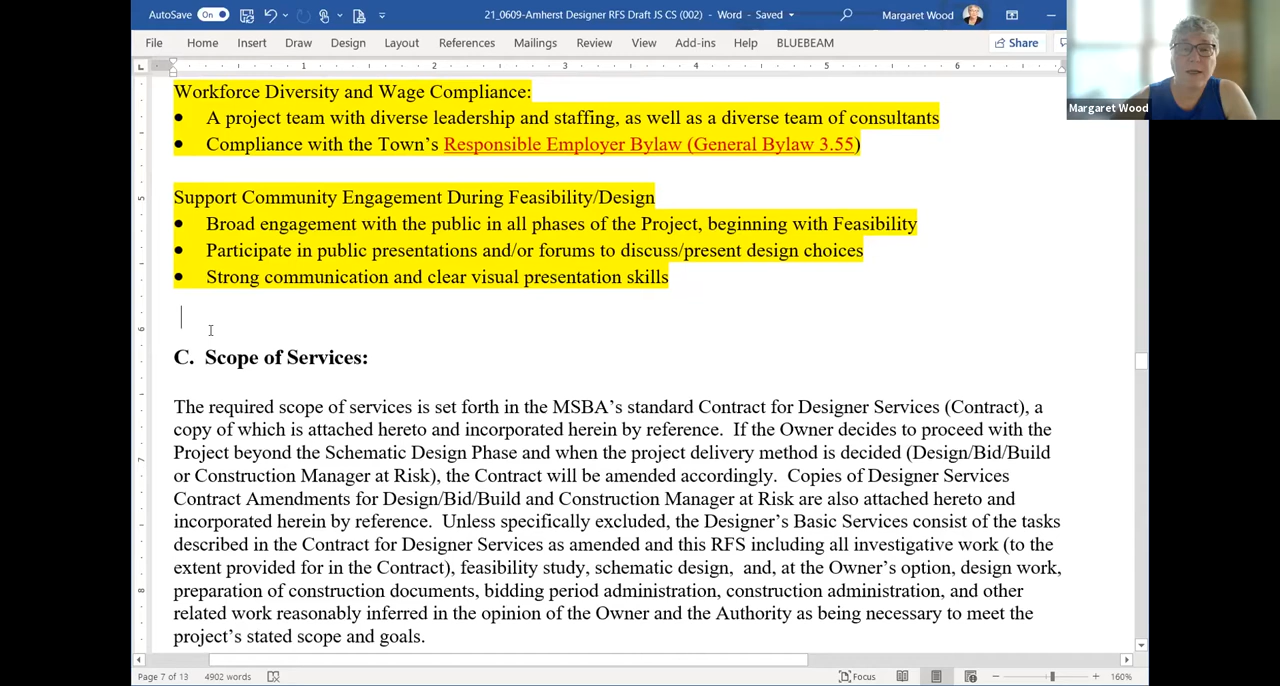 AutoSave On 21_0609-Amherst Designer RFS Draft JS CS (002) - Word - Saved Margaret Wood
File Home Insert Draw Design Layout References Mailings Review View Add-ins Help BLUEBEAM Share
1 2 3 4 5 6
Margaret Wood
Workforce Diversity and Wage Compliance:
• A project team with diverse leadership and staffing, as well as a diverse team of consultants
• Compliance with the Town's Responsible Employer Bylaw (General Bylaw 3.55)
5
Support Community Engagement During Feasibility/Design
• Broad engagement with the public in all phases of the Project, beginning with Feasibility
• Participate in public presentations and/or forums to discuss/present design choices
• Strong communication and clear visual presentation skills
6
C. Scope of Services:
The required scope of services is set forth in the MSBA's standard Contract for Designer Services (Contract), a
copy of which is attached hereto and incorporated herein by reference. If the Owner decides to proceed with the
Project beyond the Schematic Design Phase and when the project delivery method is decided (Design/Bid/Build
7
or Construction Manager at Risk), the Contract will be amended accordingly. Copies of Designer Services
Contract Amendments for Design/Bid/Build and Construction Manager at Risk are also attached hereto and
incorporated herein by reference. Unless specifically excluded, the Designer's Basic Services consist of the tasks
described in the Contract for Designer Services as amended and this RFS including all investigative work (to the
extent provided for in the Contract), feasibility study, schematic design, and, at the Owner's option, design work,
8
preparation of construction documents, bidding period administration, construction administration, and other
related work reasonably inferred in the opinion of the Owner and the Authority as being necessary to meet the
project's stated scope and goals.
Page 7 of 13 4902 words Focus 160%